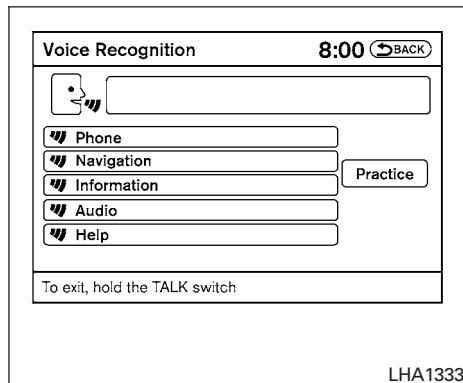 Voice Recognition 8:00 BACK
Phone
Navigation
Practice
Information
Audio
Help
To exit, hold the TALK switch
LHA1333